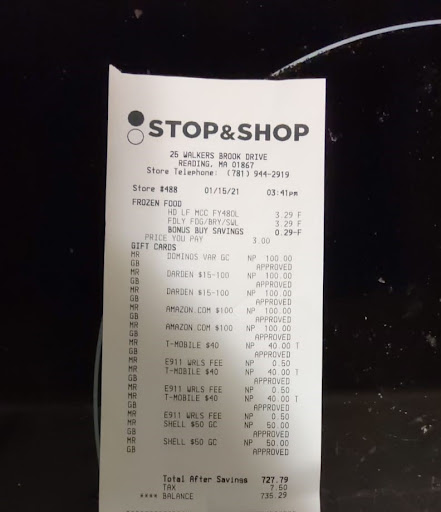 STOP&SHOP
25 WALKERS BROOK DRIVE
READING, MA 01867
Store Telephone: (781) 944-2919
Store #488 01/15/21 03:41pm
FROZEN FOOD
HD LF MCC FY48OL 3.29 F
FDLY FDG/BRY/SWL 3.29 F
BONUS BUY SAVINGS 0.29-F
PRICE YOU PAY 3.00
GIFT CARDS
MR DOMINOS VAR GC NP 100.00
GB APPROVED
MR DARDEN $15-100 NP 100.00
GB APPROVED
MR DARDEN $15-100 NP 100.00
GB APPROVED
MR AMAZON.COM $100 NP 100.00
GB APPROVED
MR AMAZON.COM $100 NP 100.00
GB APPROVED
MR T-MOBILE $40 NP 40.00 T
GB APPROVED
E911 WRLS FEE NP 0.50
MR T-MOBILE $40 NP 40.00 T
GB APPROVED
E911 WRLS FEE NP 0.50
MR T-MOBILE $40 NP 40.00 T
GB APPROVED
E911 WRLS FEE NP 0.50
MR SHELL $50 GC NP 50.00
GB APPROVED
MR SHELL $50 GC NP 50.00
GB APPROVED
Total After Savings 727.79
TAX 7.50
**** BALANCE 735.29